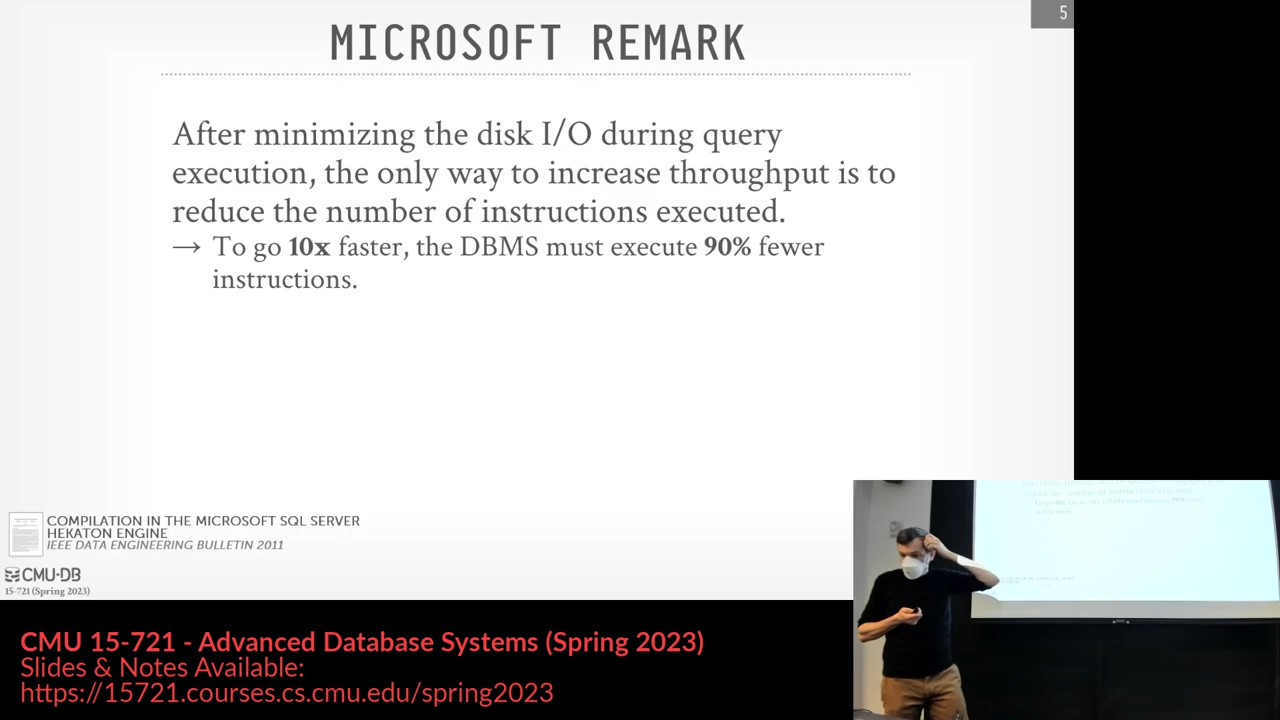 MICROSOFT REMARK
5
After minimizing the disk I/O during query
execution, the only way to increase throughput is to
reduce the number of instructions executed.
→ To go 10x faster, the DBMS must execute 90% fewer
instructions.
COMPILATION IN THE MICROSOFT SQL SERVER
HEKATON ENGINE
IEEE DATA ENGINEERING BULLETIN 2011
CMU·DB
15-721 (Spring 2023)
CMU 15-721 - Advanced Database Systems (Spring 2023)
Slides & Notes Available:
https://15721.courses.cs.cmu.edu/spring2023